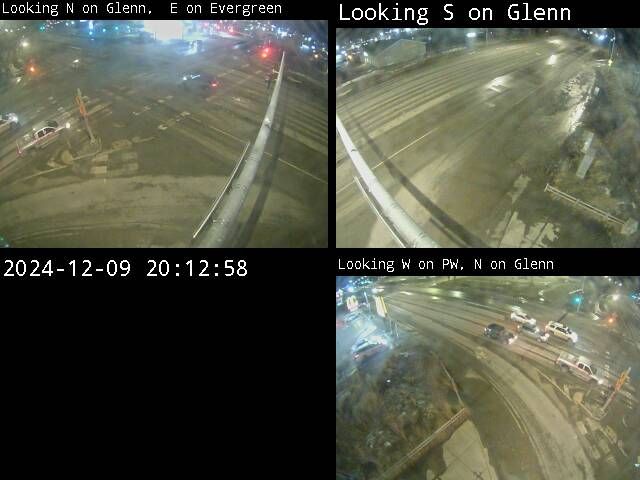 Looking N on Glenn,  E on Evergreen
Looking S on Glenn
2024-12-09 20:12:58
Looking W on PW, N on Glenn